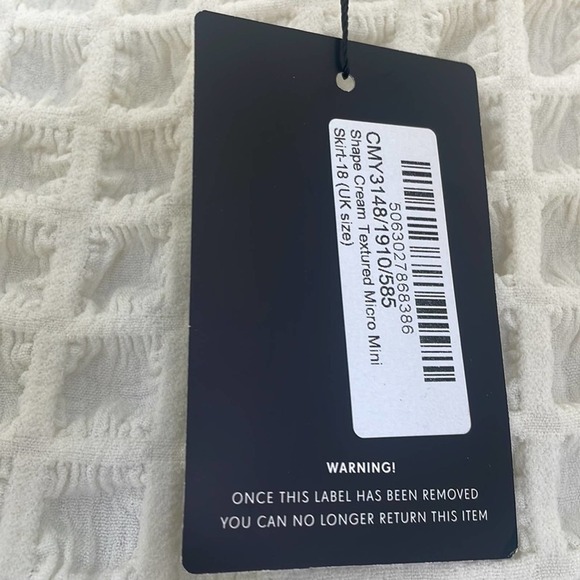 5063027868386
CMY3148/1910/585
Shape Cream Textured Micro Mini
Skirt-18 (UK size)
WARNING!
ONCE THIS LABEL HAS BEEN REMOVED
YOU CAN NO LONGER RETURN THIS ITEM